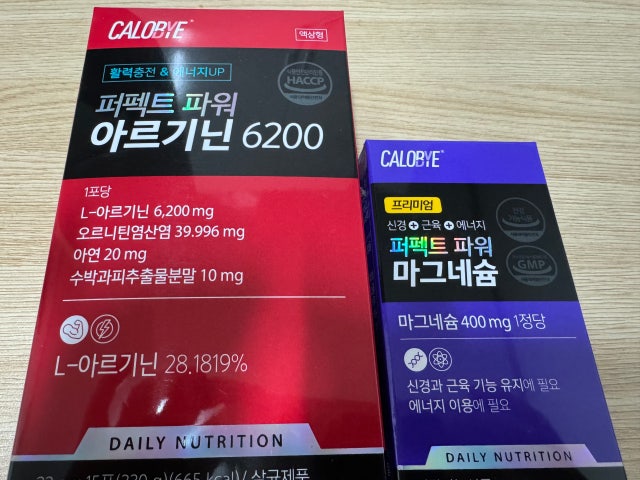 CALOBYE
액상형
활력충전 & 에너지UP
HACCP
퍼펙트 파워
아르기닌 6200
1포당
L-아르기닌 6,200 mg
오르니틴염산염 39.996 mg
아연 20 mg
수박과피추출물분말 10 mg
L-아르기닌 28.1819%
DAILY NUTRITION
CALOBYE
프리미엄
신경 + 근육 + 에너지
퍼펙트 파워
마그네슘
GMP
마그네슘 400 mg 1정당
신경과 근육 기능 유지에 필요
에너지 이용에 필요
DAILY NUTRITION